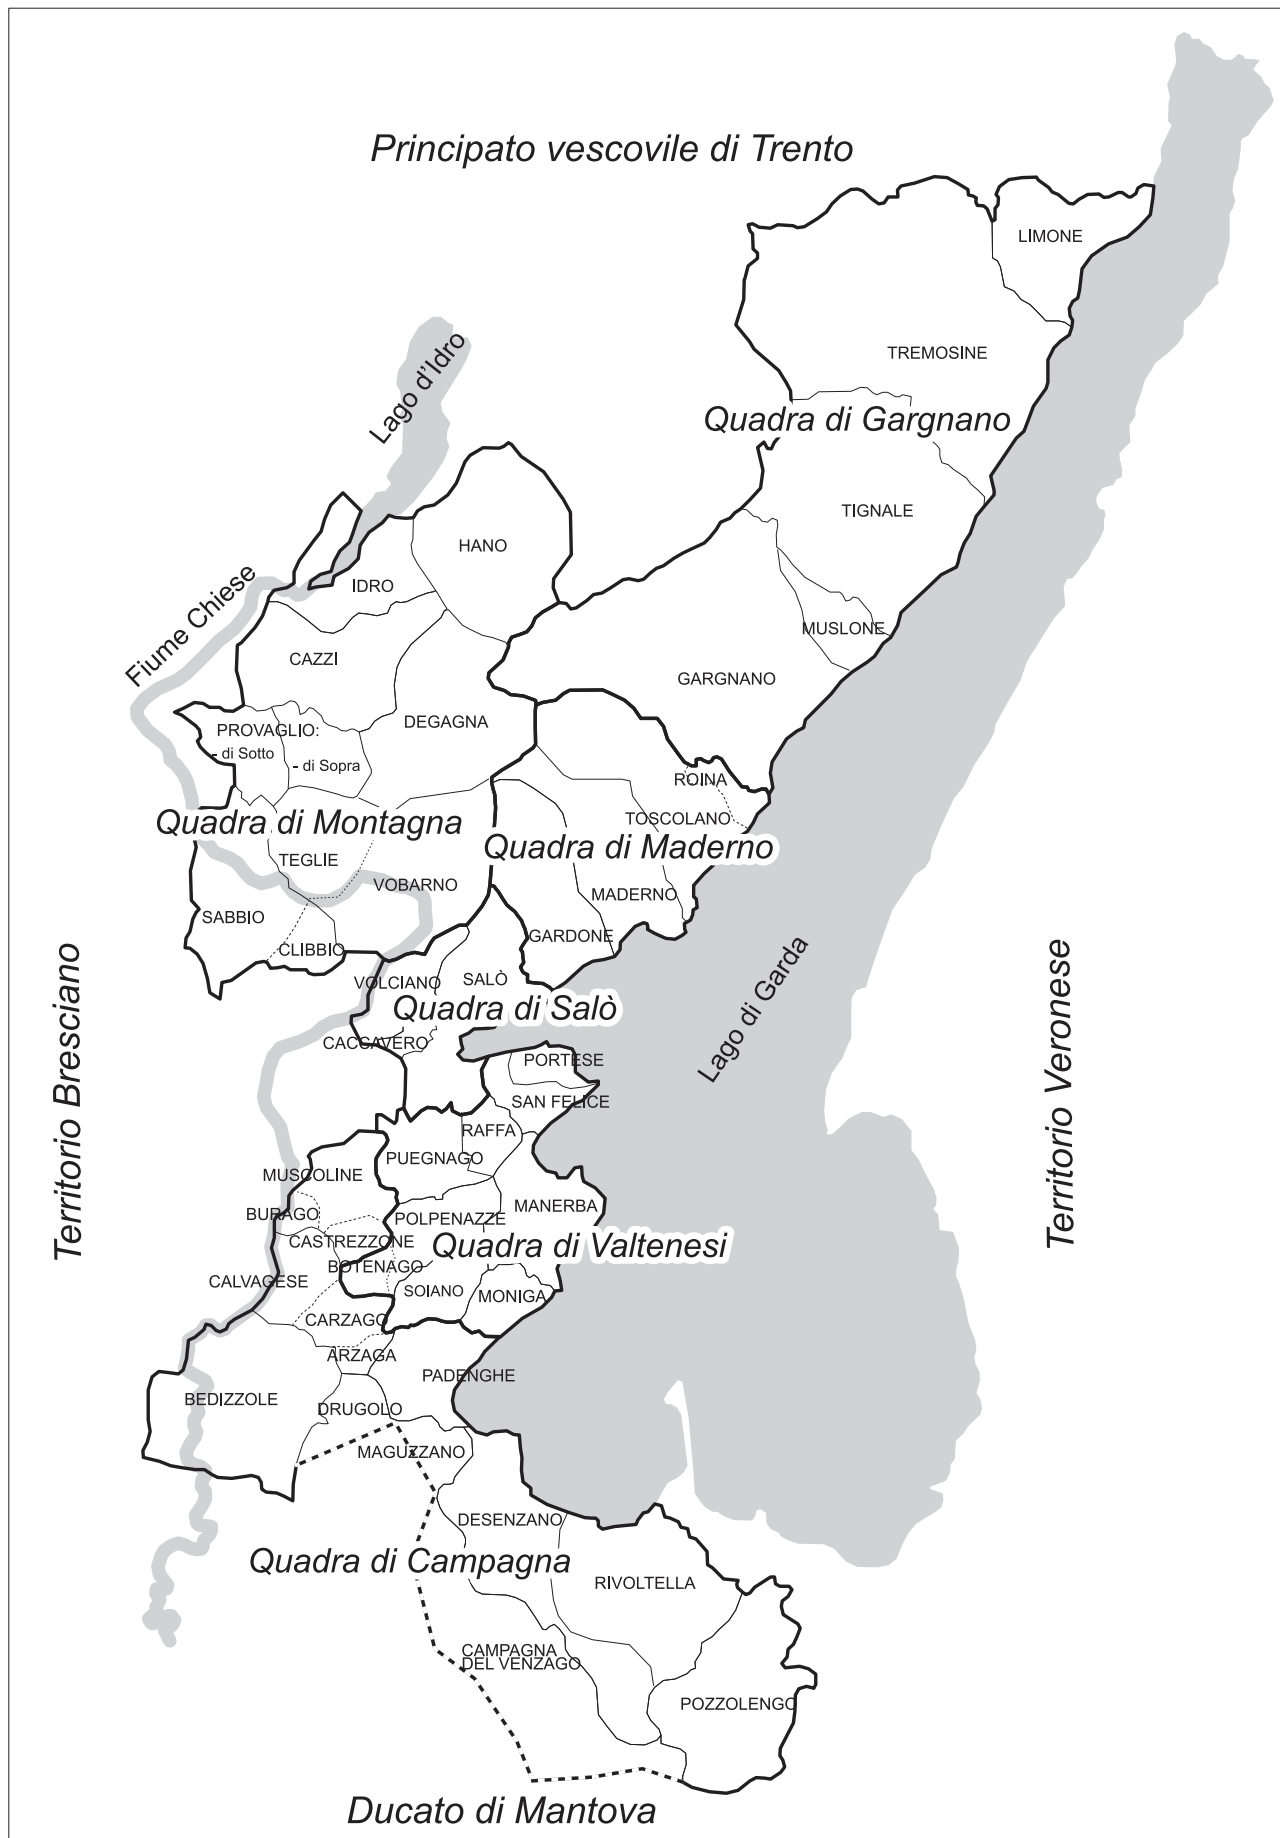 Principato vescovile di Trento
LIMONE
TREMOSINE
Lago d'Idro
Quadra di Gargnano
TIGNALE
HANO
IDRO
Fiume Chiese
MUSLONE
CAZZI
GARGNANO
DEGAGNA
PROVAGLIO:
- di Sotto
- di Sopra
ROINA
TOSCOLANO
Quadra di Montagna
Quadra di Maderno
TEGLIE
VOBARNO
MADERNO
SABBIO
GARDONE
CLIBBIO
VOLCIANO
SALÒ
Quadra di Salò
Lago di Garda
Territorio Bresciano
Territorio Veronese
CACCAVERO
PORTESE
SAN FELICE
RAFFA
PUEGNAGO
MUSCOLINE
MANERBA
BURAGO
POLPENAZZE
CASTREZZONE
Quadra di Valtenesi
BOTENAGO
CALVAGESE
SOIANO
MONIGA
CARZAGO
ARZAGA
PADENGHE
BEDIZZOLE
DRUGOLO
MAGUZZANO
DESENZANO
Quadra di Campagna
RIVOLTELLA
CAMPAGNA
DEL VENZAGO
POZZOLENGO
Ducato di Mantova